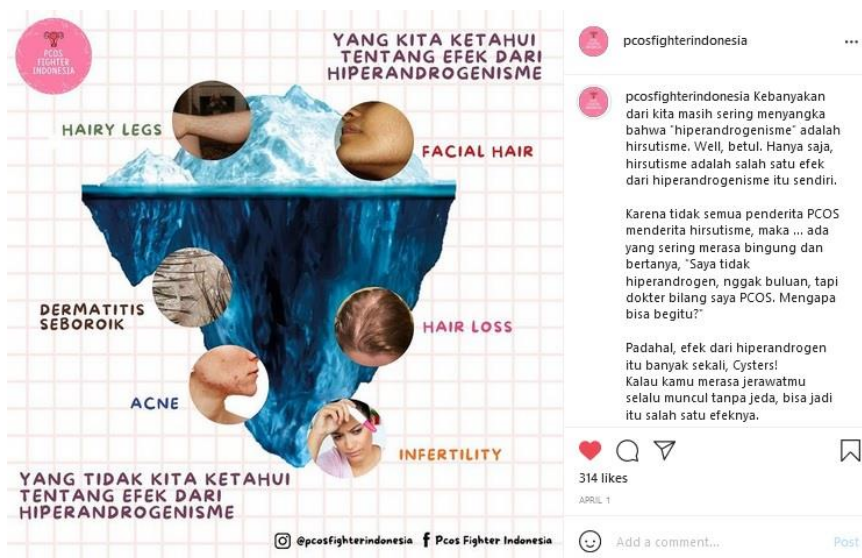 PCOS
FIGHTER
INDONESIA
YANG KITA KETAHUI
TENTANG EFEK DARI
HIPERANDROGENISME
HAIRY LEGS
FACIAL HAIR
DERMATITIS
SEBOROIK
HAIR LOSS
ACNE
INFERTILITY
YANG TIDAK KITA KETAHUI
TENTANG EFEK DARI
HIPERANDROGENISME
@pcosfighterindonesia f Pcos Fighter Indonesia
pcosfighterindonesia
pcosfighterindonesia Kebanyakan
dari kita masih sering menyangka
bahwa "hiperandrogenisme" adalah
hirsutisme. Well, betul. Hanya saja,
hirsutisme adalah salah satu efek
dari hiperandrogenisme itu sendiri.
Karena tidak semua penderita PCOS
menderita hirsutisme, maka ... ada
yang sering merasa bingung dan
bertanya, "Saya tidak
hiperandrogen, nggak buluan, tapi
dokter bilang saya PCOS. Mengapa
bisa begitu?"
Padahal, efek dari hiperandrogen
itu banyak sekali, Cysters!
Kalau kamu merasa jerawatmu
selalu muncul tanpa jeda, bisa jadi
itu salah satu efeknya.
314 likes
APRIL 1
Add a comment...
Post